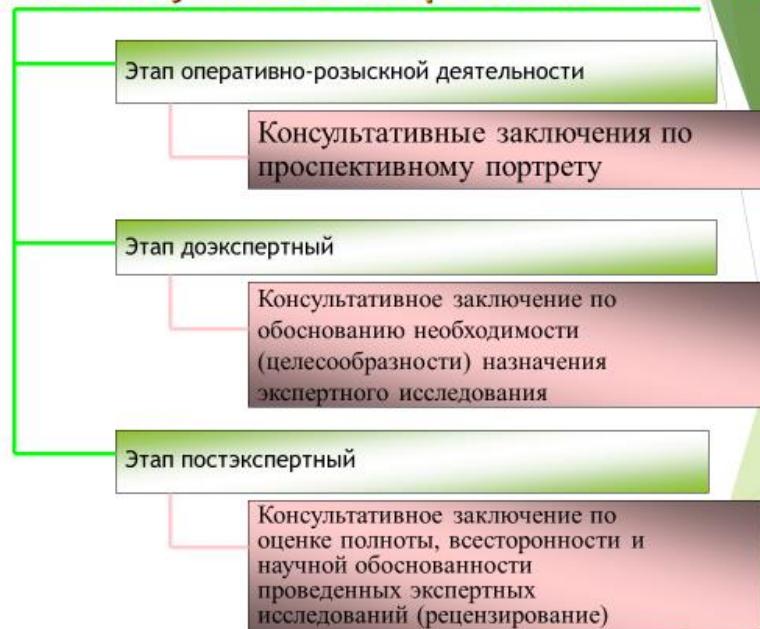 Этап оперативно-розыскной деятельности
Консультативные заключения по
проспективному портрету
Этап доэкспертный
Консультативное заключение по
обоснованию необходимости
(целесообразности) назначения
экспертного исследования
Этап постэкспертный
Консультативное заключение по
оценке полноты, всесторонности и
научной обоснованности
проведенных экспертных
исследований (рецензирование)